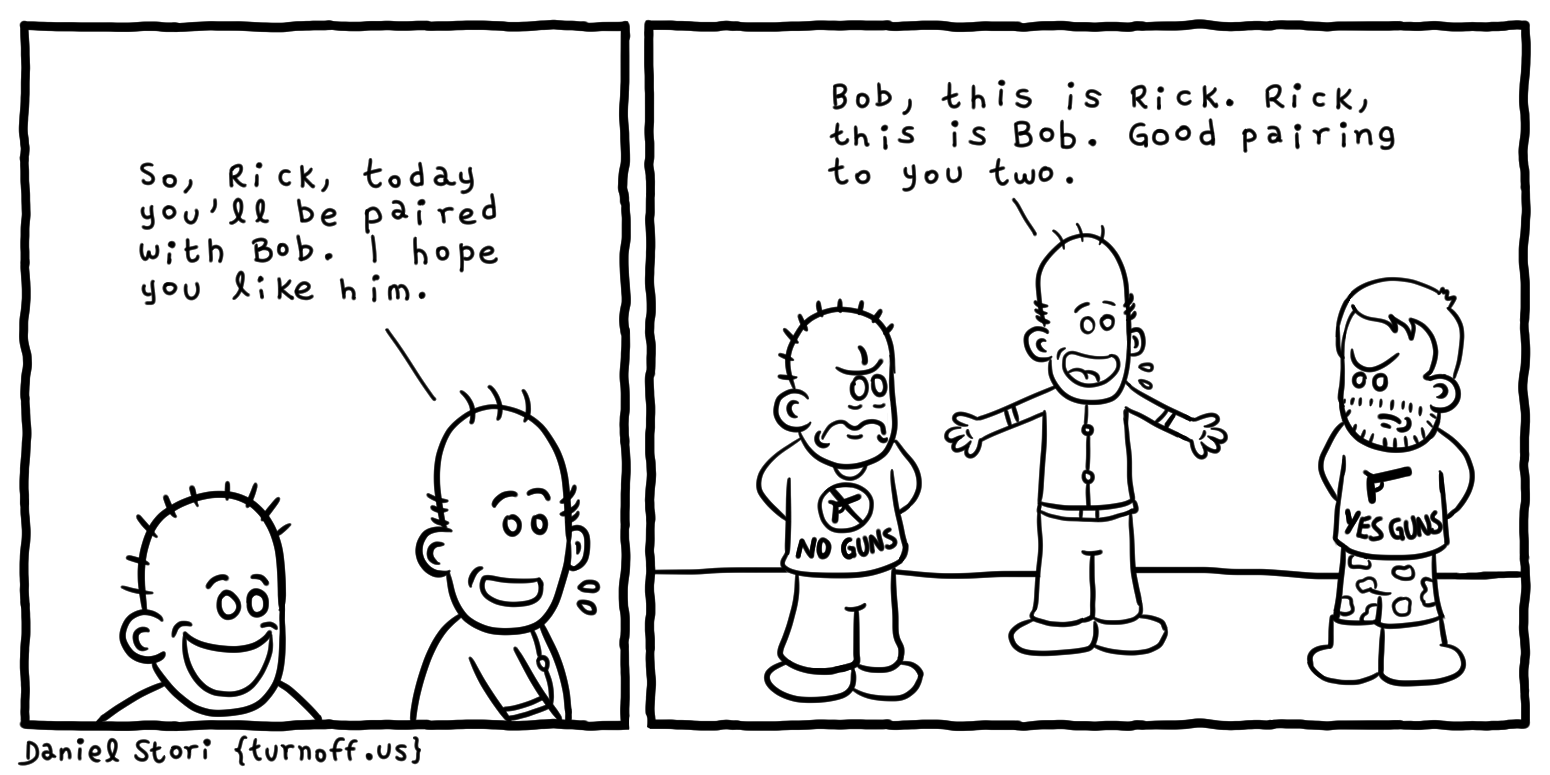 So, Rick, today
you'll be paired
with Bob. I hope
you like him.
Bob, this is Rick. Rick,
this is Bob. Good pairing
to you two.
NO GUNS
YES GUNS
Daniel Stori {turnoff.us}